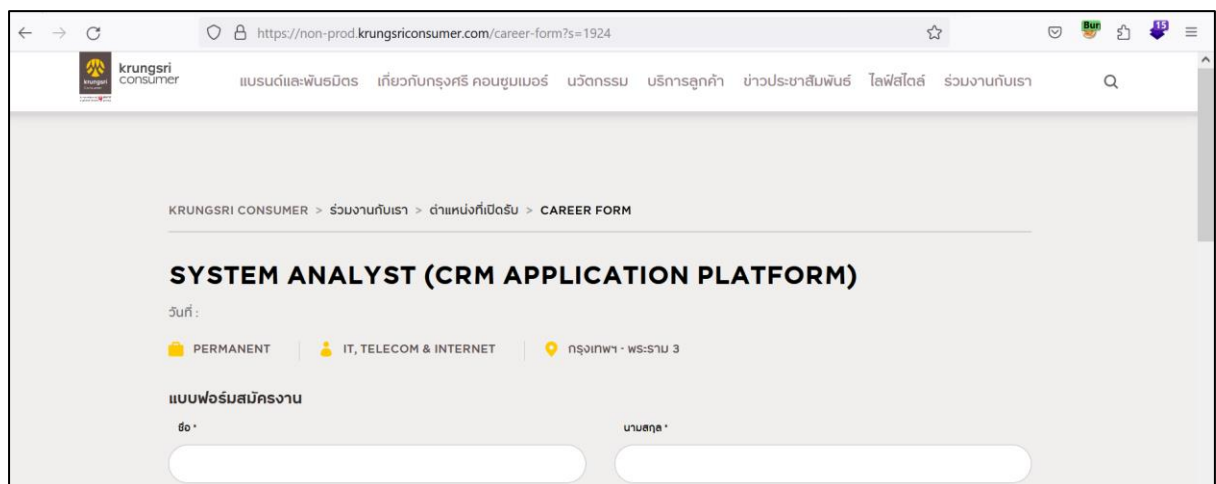 https://non-prod.krungsriconsumer.com/career-form?s=1924
Bur
15
krungsri
consumer
krungsri
แบรนด์และพันธมิตร เกี่ยวกับกรุงศรี คอนซูมเมอร์ นวัตกรรม บริการลูกค้า ข่าวประชาสัมพันธ์ ไลฟ์สไตล์ ร่วมงานกับเรา
KRUNGSRI CONSUMER > ร่วมงานกับเรา > ตำแหน่งที่เปิดรับ > CAREER FORM
SYSTEM ANALYST (CRM APPLICATION PLATFORM)
วันที่ :
PERMANENT IT, TELECOM & INTERNET กรุงเทพฯ - พระราม 3
แบบฟอร์มสมัครงาน
ชื่อ * นามสกุล *